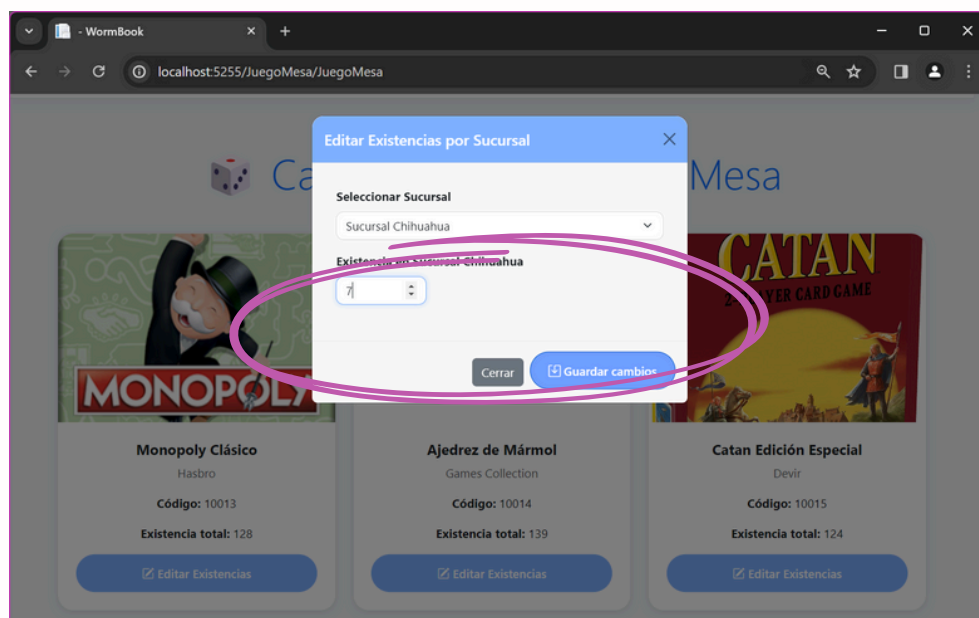 - WormBook
localhost:5255/JuegoMesa/JuegoMesa
Ca
Mesa
Editar Existencias por Sucursal
Seleccionar Sucursal
Sucursal Chihuahua
Existencia en Sucursal Chihuahua
7
Cerrar
Guardar cambios
MONOPOLY
CATAN
PLAYER CARD GAME
Monopoly Clásico
Hasbro
Código: 10013
Existencia total: 128
Editar Existencias
Ajedrez de Mármol
Games Collection
Código: 10014
Existencia total: 139
Editar Existencias
Catan Edición Especial
Devir
Código: 10015
Existencia total: 124
Editar Existencias